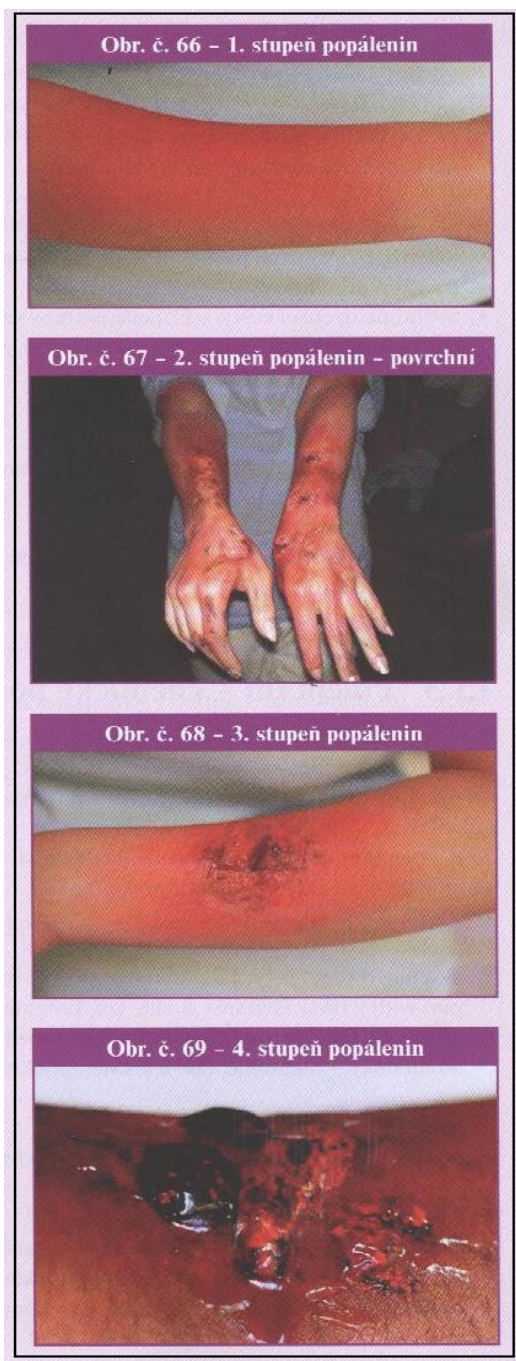 Obr. č. 66 – 1. stupeň popálenin
Obr. č. 67 – 2. stupeň popálenin – povrchní
Obr. č. 68 – 3. stupeň popálenin
Obr. č. 69 – 4. stupeň popálenin